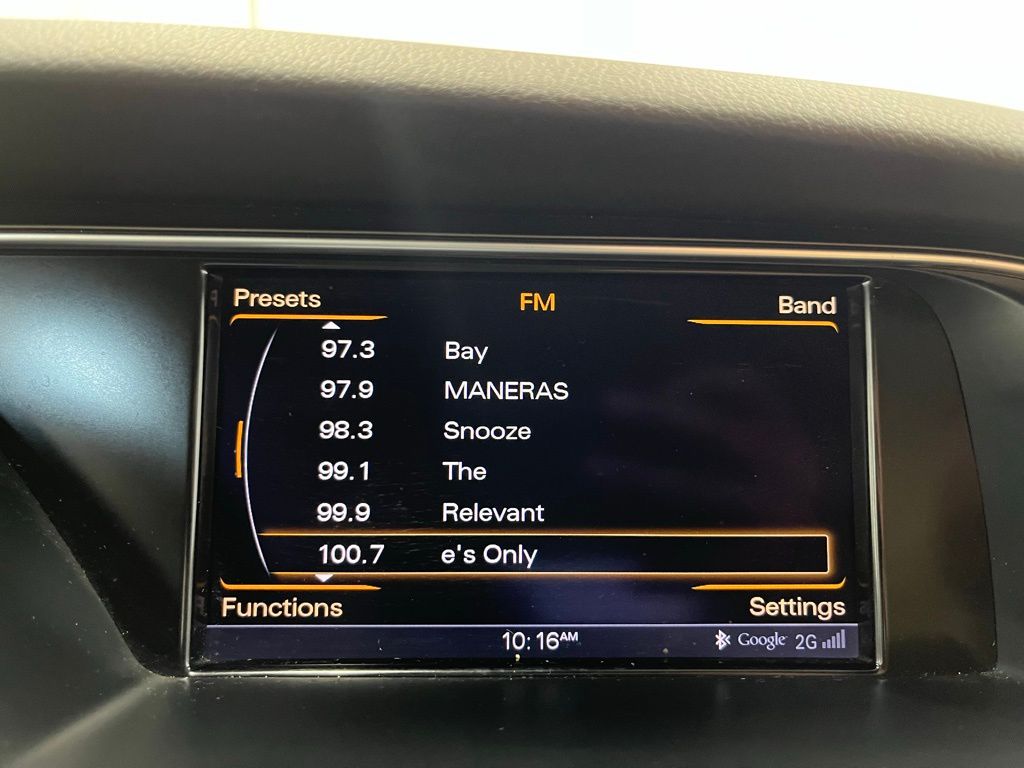 Presets FM Band
97.3 Bay
97.9 MANERAS
98.3 Snooze
99.1 The
99.9 Relevant
100.7 e's Only
Functions Settings
10:16AM Google 2G